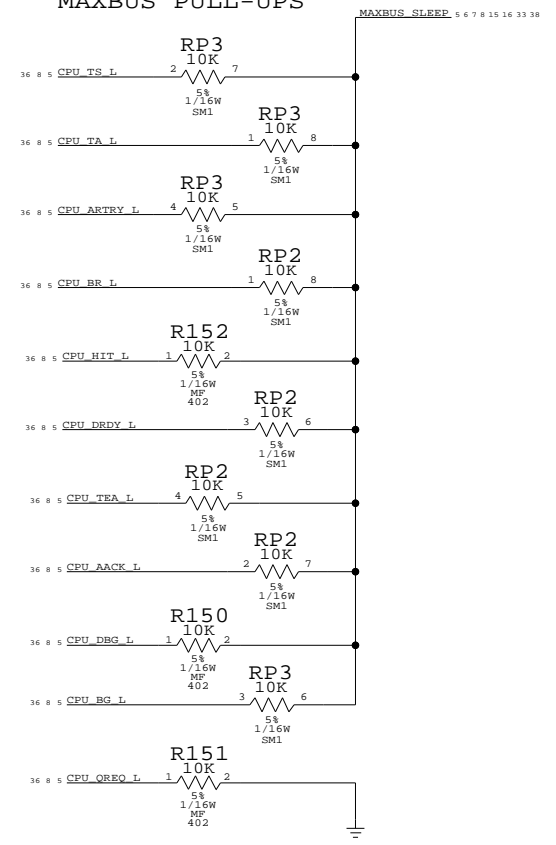 MAXBUS PULL-UPS
MAXBUS_SLEEP 5 6 7 8 15 16 33 38
RP3
10K
36 8 5 CPU_TS_L 2 7
5%
1/16W
SM1
RP3
10K
36 8 5 CPU_TA_L 1 8
5%
1/16W
SM1
RP3
10K
36 8 5 CPU_ARTRY_L 4 5
5%
1/16W
SM1
RP2
10K
36 8 5 CPU_BR_L 1 8
5%
1/16W
SM1
R152
10K
36 8 5 CPU_HIT_L 1 2
5%
1/16W
MF
402
RP2
10K
36 8 5 CPU_DRDY_L 3 6
5%
1/16W
SM1
RP2
10K
36 8 5 CPU_TEA_L 4 5
5%
1/16W
SM1
RP2
10K
36 8 5 CPU_AACK_L 2 7
5%
1/16W
SM1
R150
10K
36 8 5 CPU_DBG_L 1 2
5%
1/16W
MF
402
RP3
10K
36 8 5 CPU_BG_L 3 6
5%
1/16W
SM1
R151
10K
36 8 5 CPU_QREQ_L 1 2
5%
1/16W
MF
402